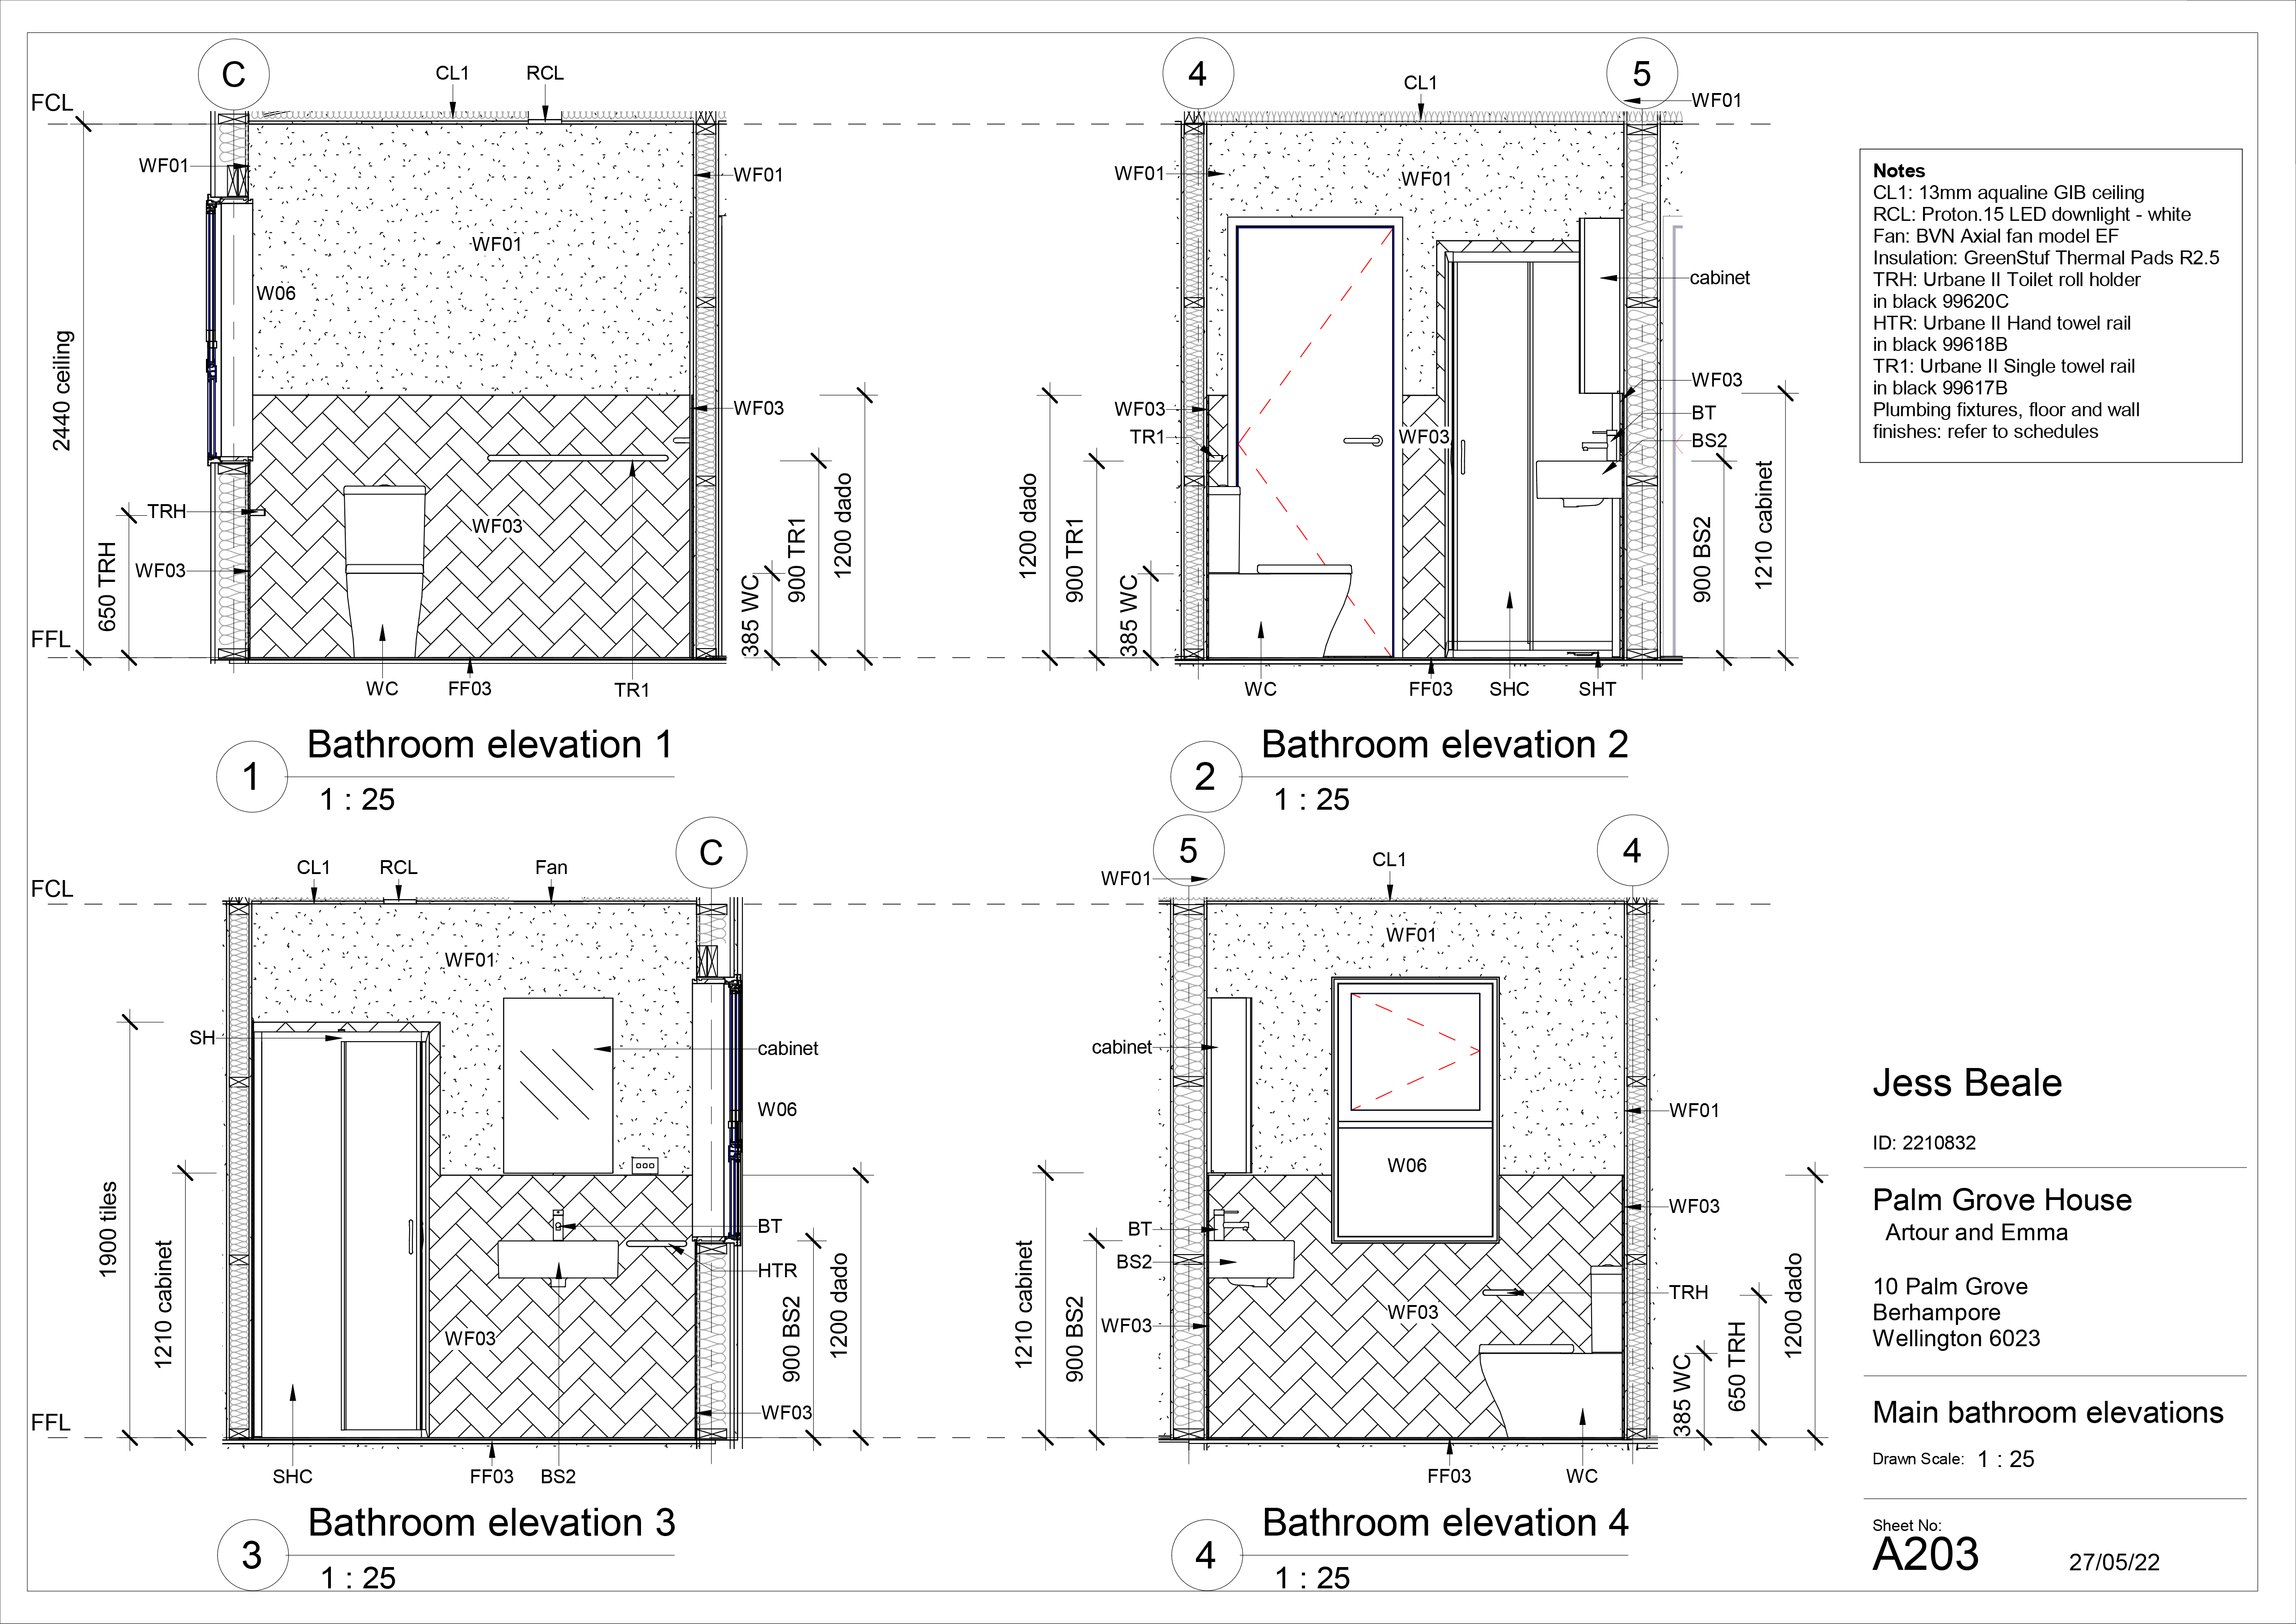 C
CL1
RCL
FCL
WF01
WF01
WF01
W06
2440 ceiling
WF03
TRH
WF03
650 TRH
WF03
385 WC
900 TR1
1200 dado
FFL
WC
FF03
TR1
1
Bathroom elevation 1
1 : 25
4
5
CL1
WF01
WF01
WF01
cabinet
WF03
WF03
BT
TR1
WF03
BS2
1200 dado
900 TR1
385 WC
900 BS2
1210 cabinet
WC
FF03
SHC
SHT
2
Bathroom elevation 2
1 : 25
Notes
CL1: 13mm aqualine GIB ceiling
RCL: Proton.15 LED downlight - white
Fan: BVN Axial fan model EF
Insulation: GreenStuf Thermal Pads R2.5
TRH: Urbane II Toilet roll holder
in black 99620C
HTR: Urbane II Hand towel rail
in black 99618B
TR1: Urbane II Single towel rail
in black 99617B
Plumbing fixtures, floor and wall
finishes: refer to schedules
C
CL1
RCL
Fan
FCL
WF01
SH
cabinet
W06
BT
HTR
1900 tiles
1210 cabinet
WF03
900 BS2
1200 dado
WF03
FFL
SHC
FF03
BS2
3
Bathroom elevation 3
1 : 25
5
4
CL1
WF01
WF01
cabinet
WF01
W06
WF03
BT
BS2
TRH
WF03
WF03
1210 cabinet
900 BS2
385 WC
650 TRH
1200 dado
FF03
WC
4
Bathroom elevation 4
1 : 25
Jess Beale
ID: 2210832
Palm Grove House
Artour and Emma
10 Palm Grove
Berhampore
Wellington 6023
Main bathroom elevations
Drawn Scale: 1 : 25
Sheet No:
A203
27/05/22